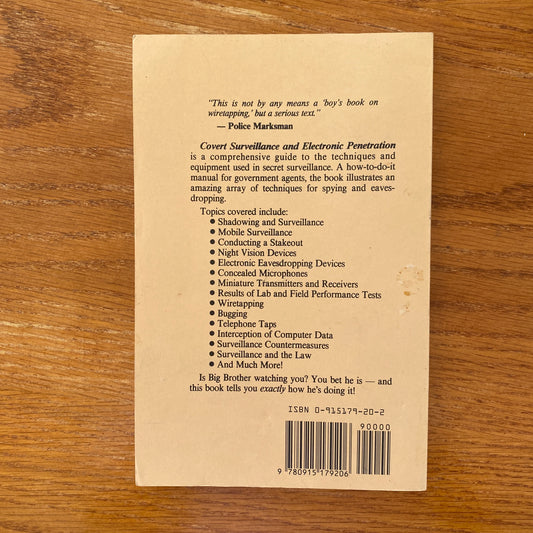 "This is not by any means a 'boy's book on
wiretapping,' but a serious text."
— Police Marksman
Covert Surveillance and Electronic Penetration
is a comprehensive guide to the techniques and
equipment used in secret surveillance. A how-to-do-it
manual for government agents, the book illustrates an
amazing array of techniques for spying and eaves-
dropping.
Topics covered include:
● Shadowing and Surveillance
● Mobile Surveillance
● Conducting a Stakeout
● Night Vision Devices
● Electronic Eavesdropping Devices
● Concealed Microphones
● Miniature Transmitters and Receivers
● Results of Lab and Field Performance Tests
● Wiretapping
● Bugging
● Telephone Taps
● Interception of Computer Data
● Surveillance Countermeasures
● Surveillance and the Law
● And Much More!
Is Big Brother watching you? You bet he is — and
this book tells you exactly how he's doing it!
ISBN 0-915179-20-2
90000
9 780915 179206